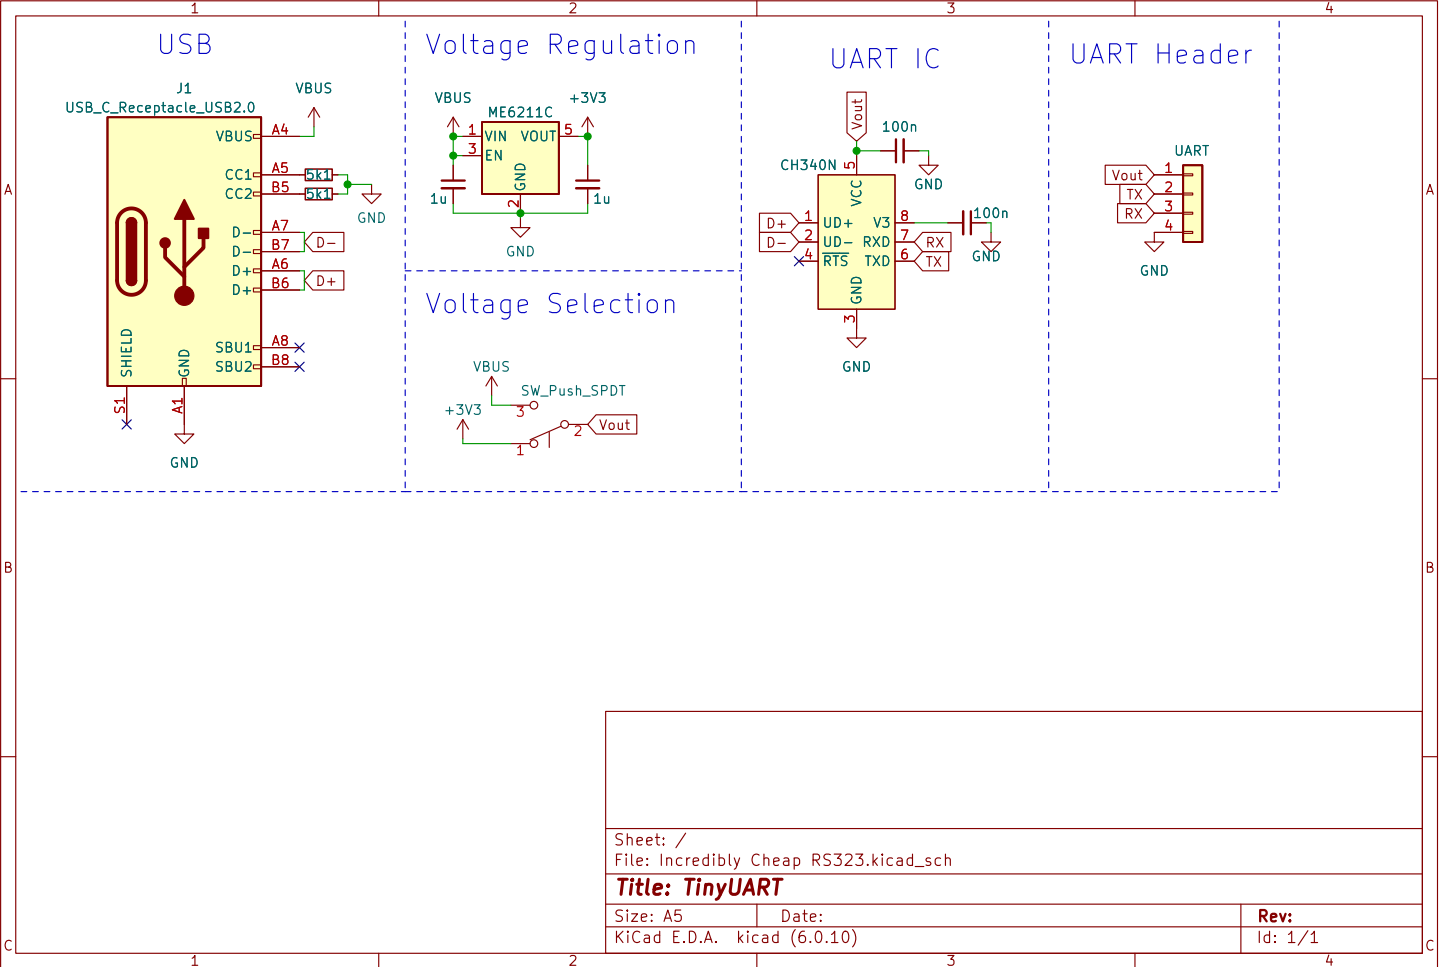 1
2
3
4
A
B
C
A
B
C
1
2
3
4
USB
J1
USB_C_Receptacle_USB2.0
VBUS
VBUS A4
CC1 A5 5k1
CC2 B5 5k1
GND
D- A7
D- B7
D-
D+ A6
D+ B6
D+
SBU1 A8
SBU2 B8
SHIELD
GND
S1
A1
GND
Voltage Regulation
VBUS
ME6211C
+3V3
1 VIN VOUT 5
3 EN
GND
2
1u
1u
GND
Voltage Selection
VBUS
SW_Push_SPDT
3
+3V3
2
Vout
1
UART IC
Vout
100n
GND
CH340N
5
VCC
D+ 1 UD+ V3 8
100n
GND
D- 2 UD- RXD 7 RX
4 RTS TXD 6 TX
GND
3
GND
UART Header
UART
Vout 1
TX 2
RX 3
4
GND
Sheet: /
File: Incredibly Cheap RS323.kicad_sch
Title: TinyUART
Size: A5 Date: Rev:
KiCad E.D.A. kicad (6.0.10) Id: 1/1